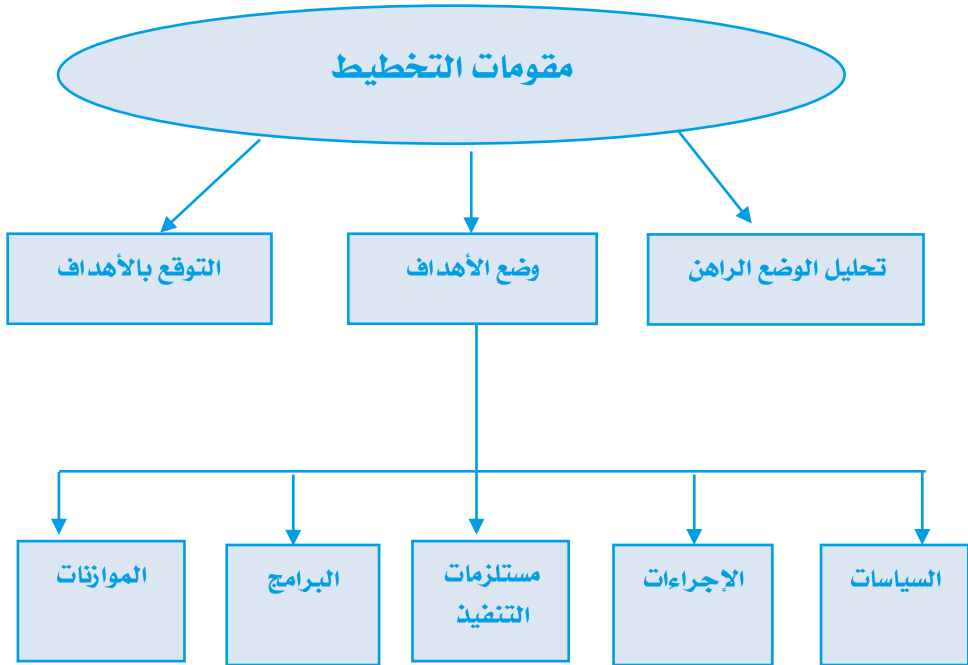 مقومات التخطيط
تحليل الوضع الراهن
وضع الأهداف
التوقع بالأهداف
السياسات
الإجراءات
مستلزمات
التنفيذ
البرامج
الموازنات